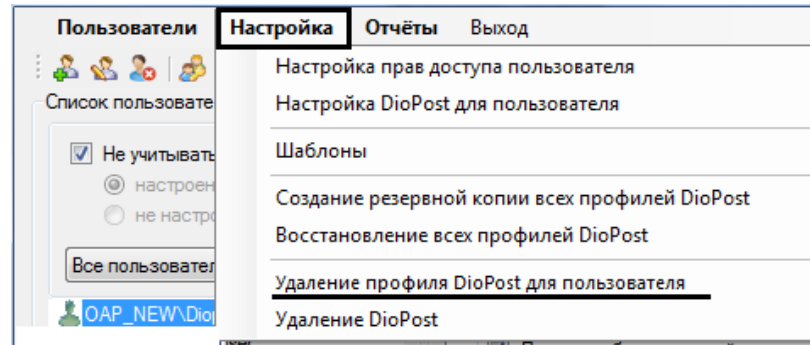 Пользователи Настройка Отчёты Выход
Настройка прав доступа пользователя
Список пользовате
Настройка DioPost для пользователя
Не учитывать
Шаблоны
настроен
Создание резервной копии всех профилей DioPost
не настро
Восстановление всех профилей DioPost
Все пользовател
Удаление профиля DioPost для пользователя
OAP_NEW\Dio
Удаление DioPost